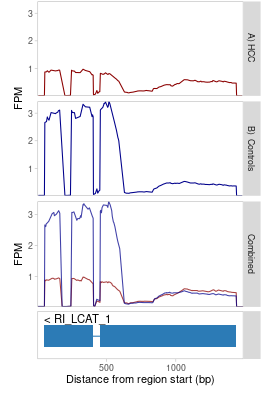 3
2
1
FPM
A) HCC
3
2
1
B) Controls
3
2
1
FPM
Combined
< RI_LCAT_1
500
1000
Distance from region start (bp)